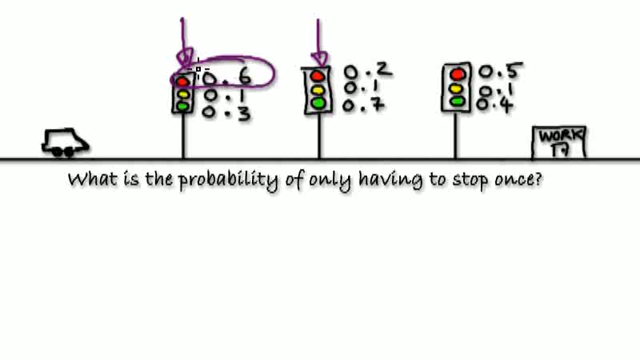 0.6 0.2 0.5
0.1 0.1 0.1
0.3 0.7 0.4
WORK
What is the probability of only having to stop once?